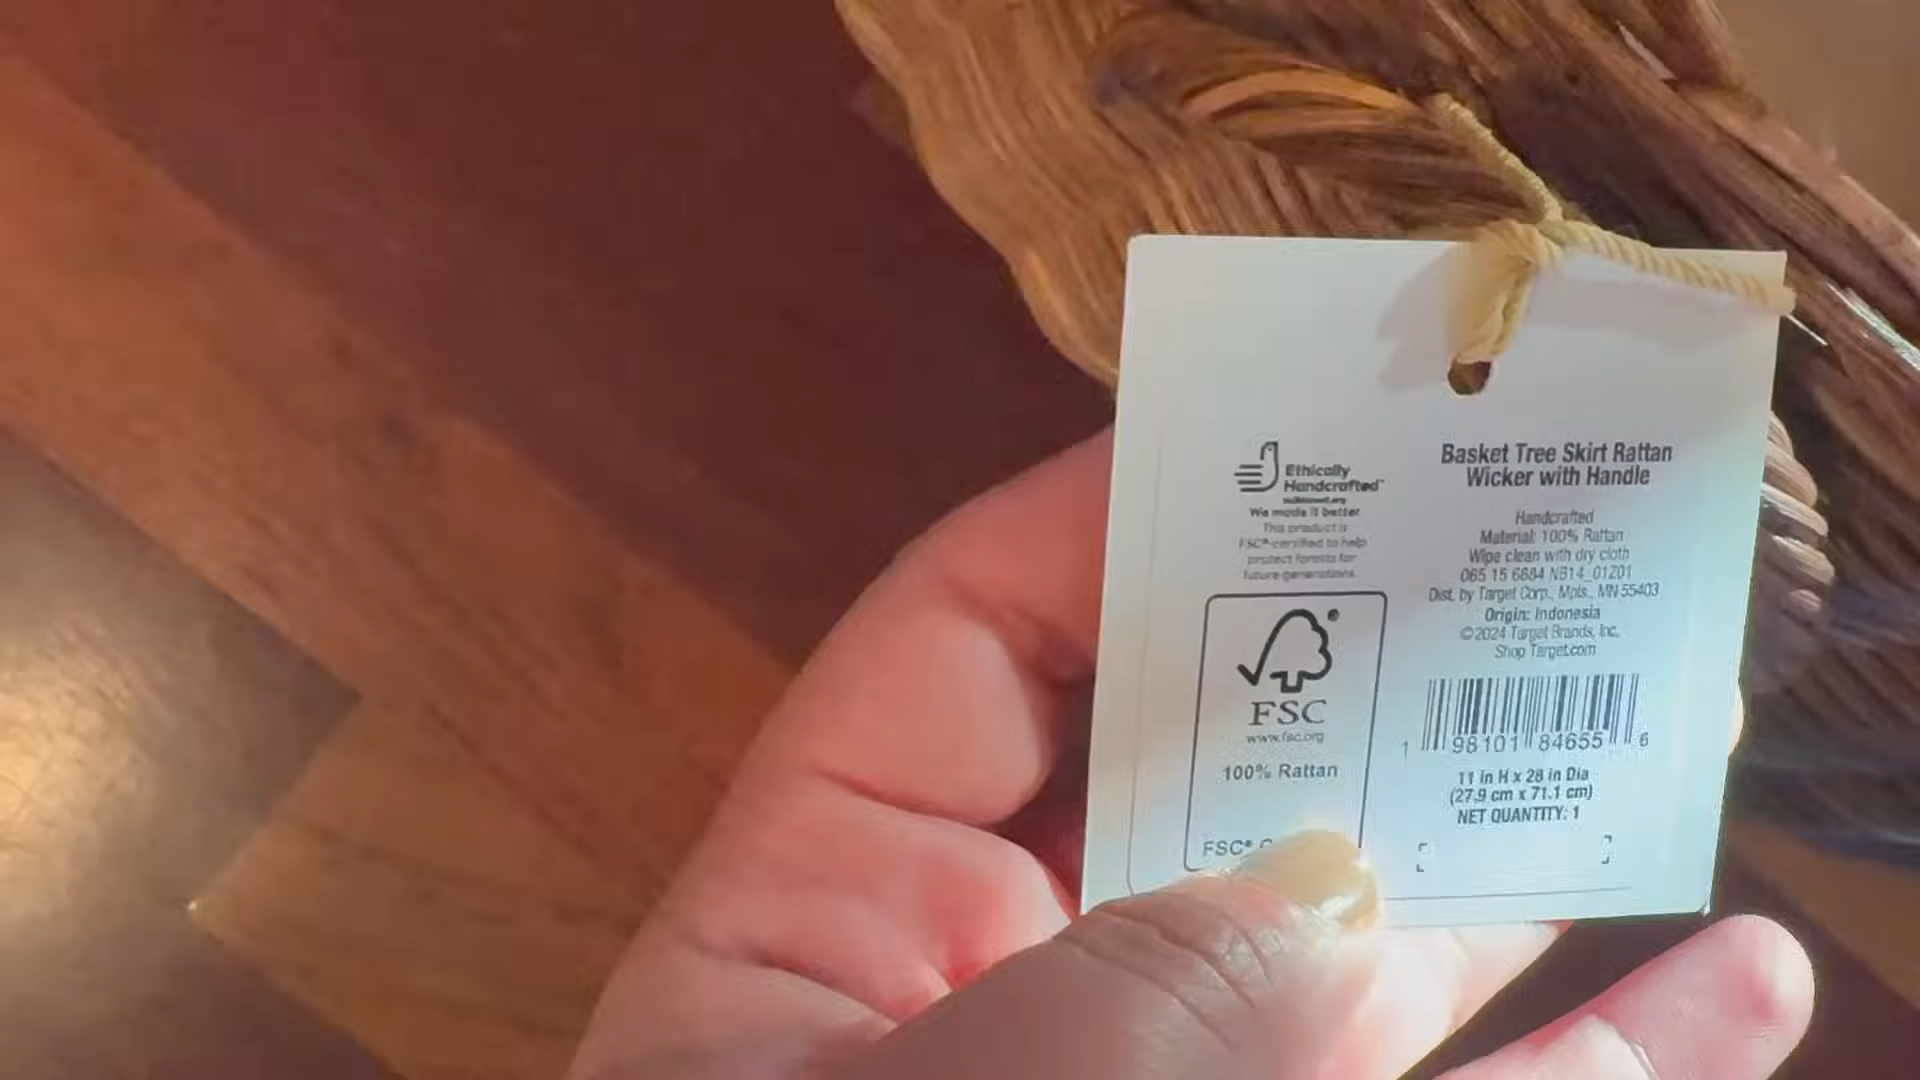 Ethically
Handcrafted™
We made it better
This product is
FSC®-certified to help
protect forests for
future generations.
FSC
www.fsc.org
100% Rattan
FSC®
Basket Tree Skirt Rattan
Wicker with Handle
Handcrafted
Material: 100% Rattan
Wipe clean with dry cloth
065 15 6684 NB14_01Z01
Dist. by Target Corp., Mpls., MN 55403
Origin: Indonesia
©2024 Target Brands, Inc.
Shop Target.com
1 98101 84655 6
11 in H x 28 in Dia
(27.9 cm x 71.1 cm)
NET QUANTITY: 1